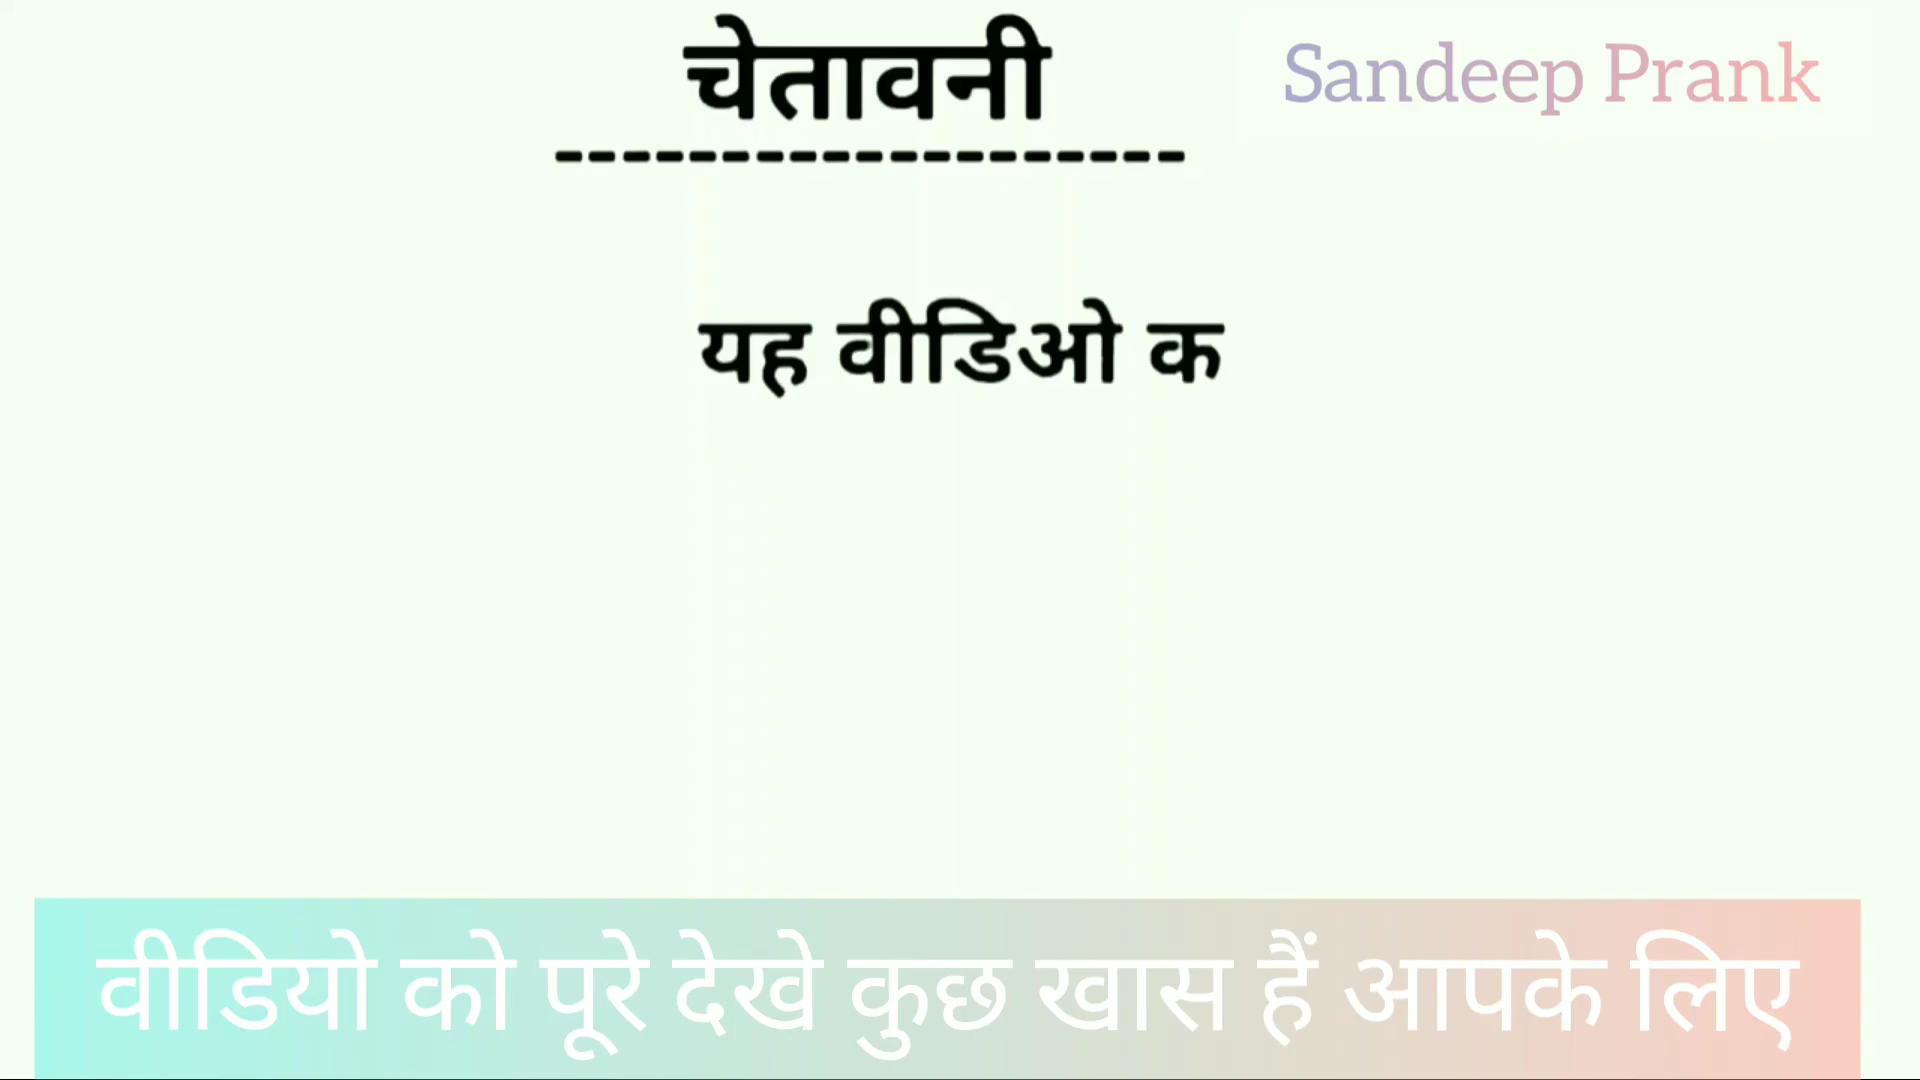 चेतावनी
Sandeep Prank
-------------------
यह वीडिओ क
वीडियो को पूरे देखे कुछ खास हैं आपके लिए